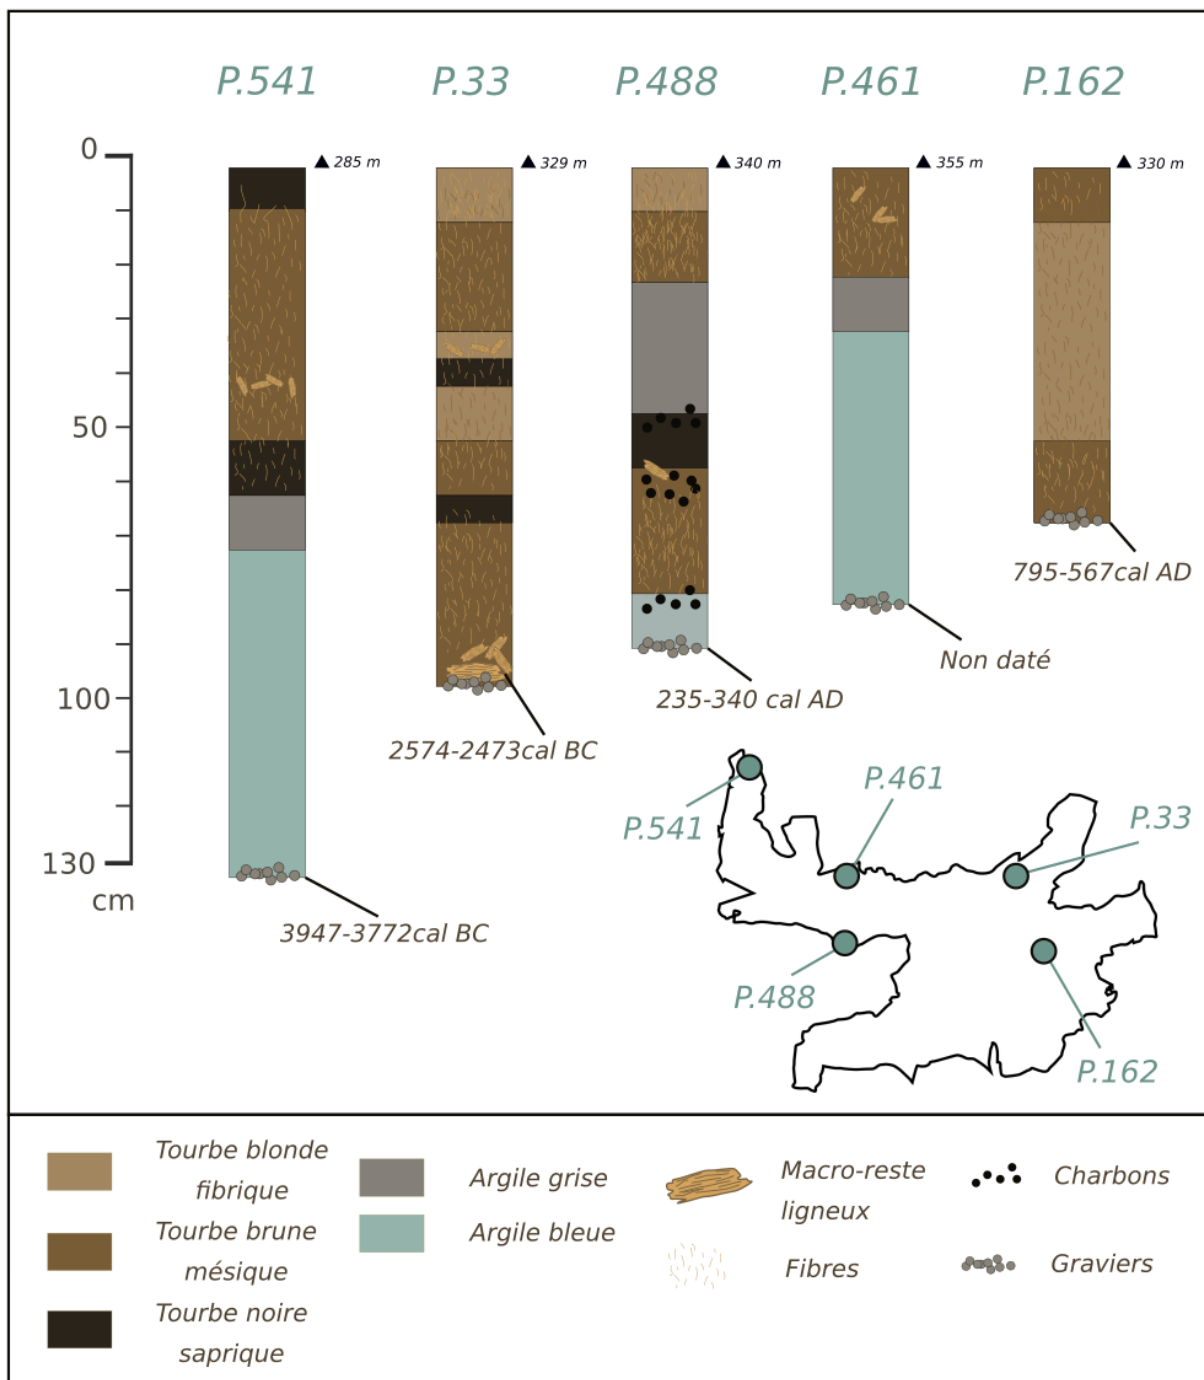 P.541 P.33 P.488 P.461 P.162
0
285 m 329 m 340 m 355 m 330 m
50
795-567cal AD
Non daté
100
235-340 cal AD
2574-2473cal BC
P.461
P.541
P.33
130
cm
3947-3772cal BC
P.488
P.162
Tourbe blonde
fibrique
Tourbe brune
mésique
Tourbe noire
saprique
Argile grise
Argile bleue
Macro-reste
ligneux
Fibres
Charbons
Graviers